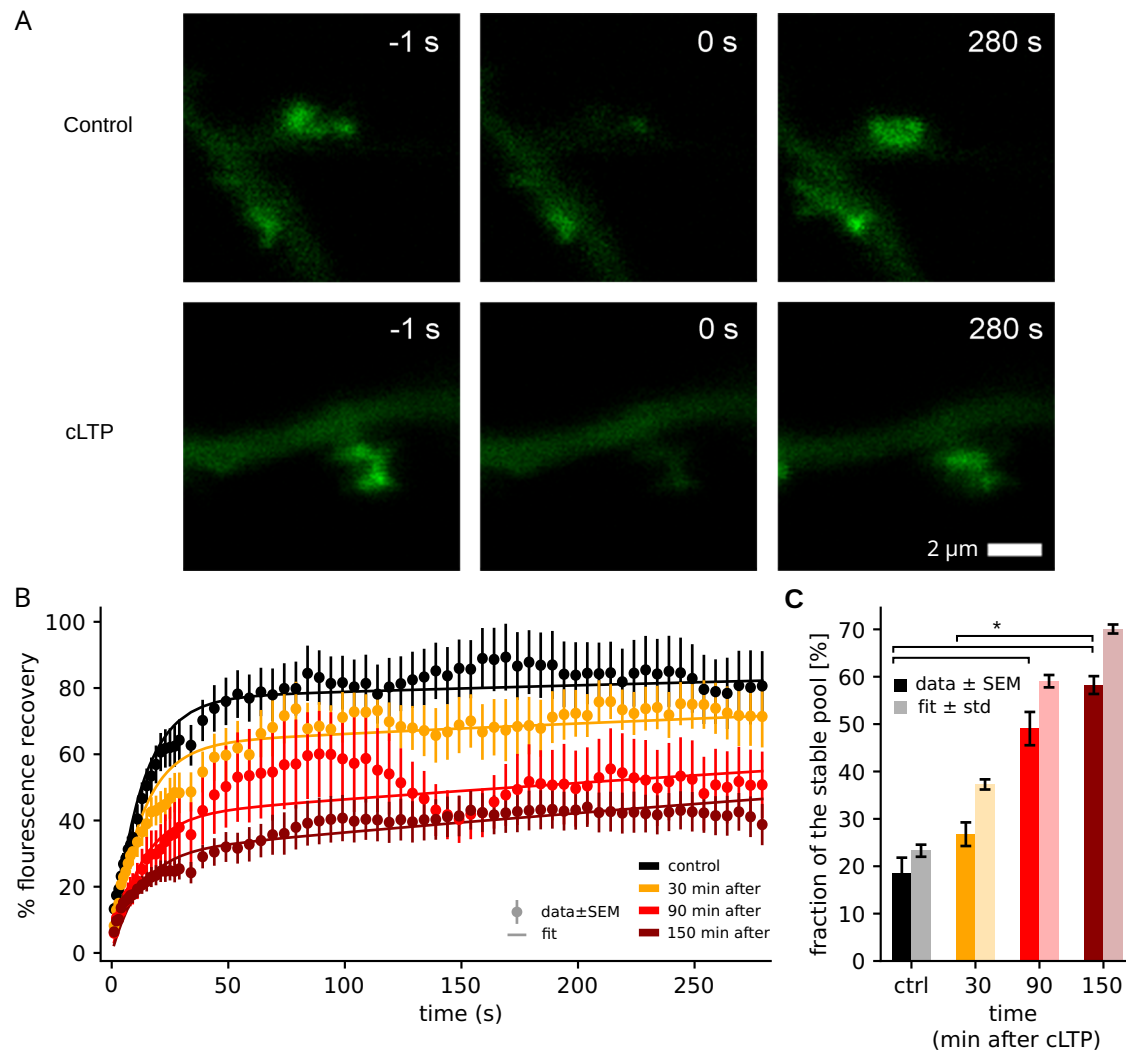 A
Control
-1 s
0 s
280 s
cLTP
-1 s
0 s
280 s
2 µm
B
% flourescence recovery
100
80
60
40
20
0
0
50
100
150
200
250
time (s)
data±SEM
fit
control
30 min after
90 min after
150 min after
C
fraction of the stable pool [%]
70
60
50
40
30
20
10
0
*
data ± SEM
fit ± std
ctrl
30
90
150
time
(min after cLTP)